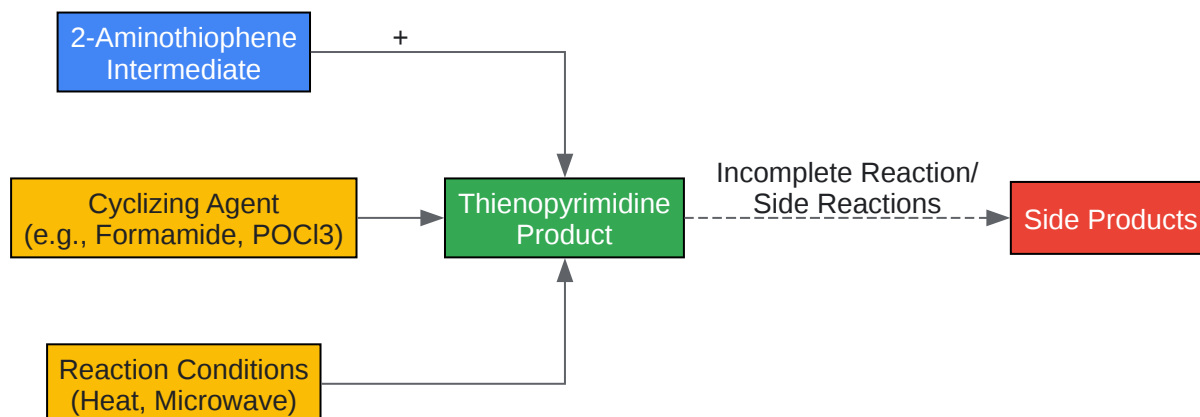 2-Aminothiophene
Intermediate
+
Cyclizing Agent
(e.g., Formamide, POCl3)
Thienopyrimidine
Product
Incomplete Reaction/
Side Reactions
Side Products
Reaction Conditions
(Heat, Microwave)